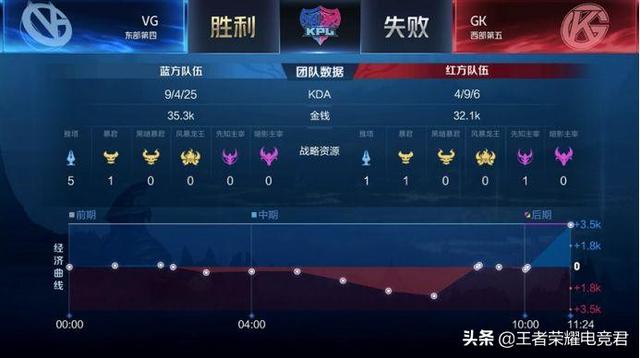 VG
东部第四
胜利
KPL
失败
GK
西部第五
蓝方队伍
团队数据
红方队伍
9/4/25
KDA
4/9/6
35.3k
金钱
32.1k
推塔 暴君 黑暗暴君 风暴龙王 先知主宰 暗影主宰
战略资源
推塔 暴君 黑暗暴君 风暴龙王 先知主宰 暗影主宰
5 1 0 0 0 0
1 1 0 0 1 0
前期
中期
后期
经济曲线
+3.5k
+1.8k
0
+1.8k
+3.5k
00:00
04:00
10:00
11:24
头条 @王者荣耀电竞君